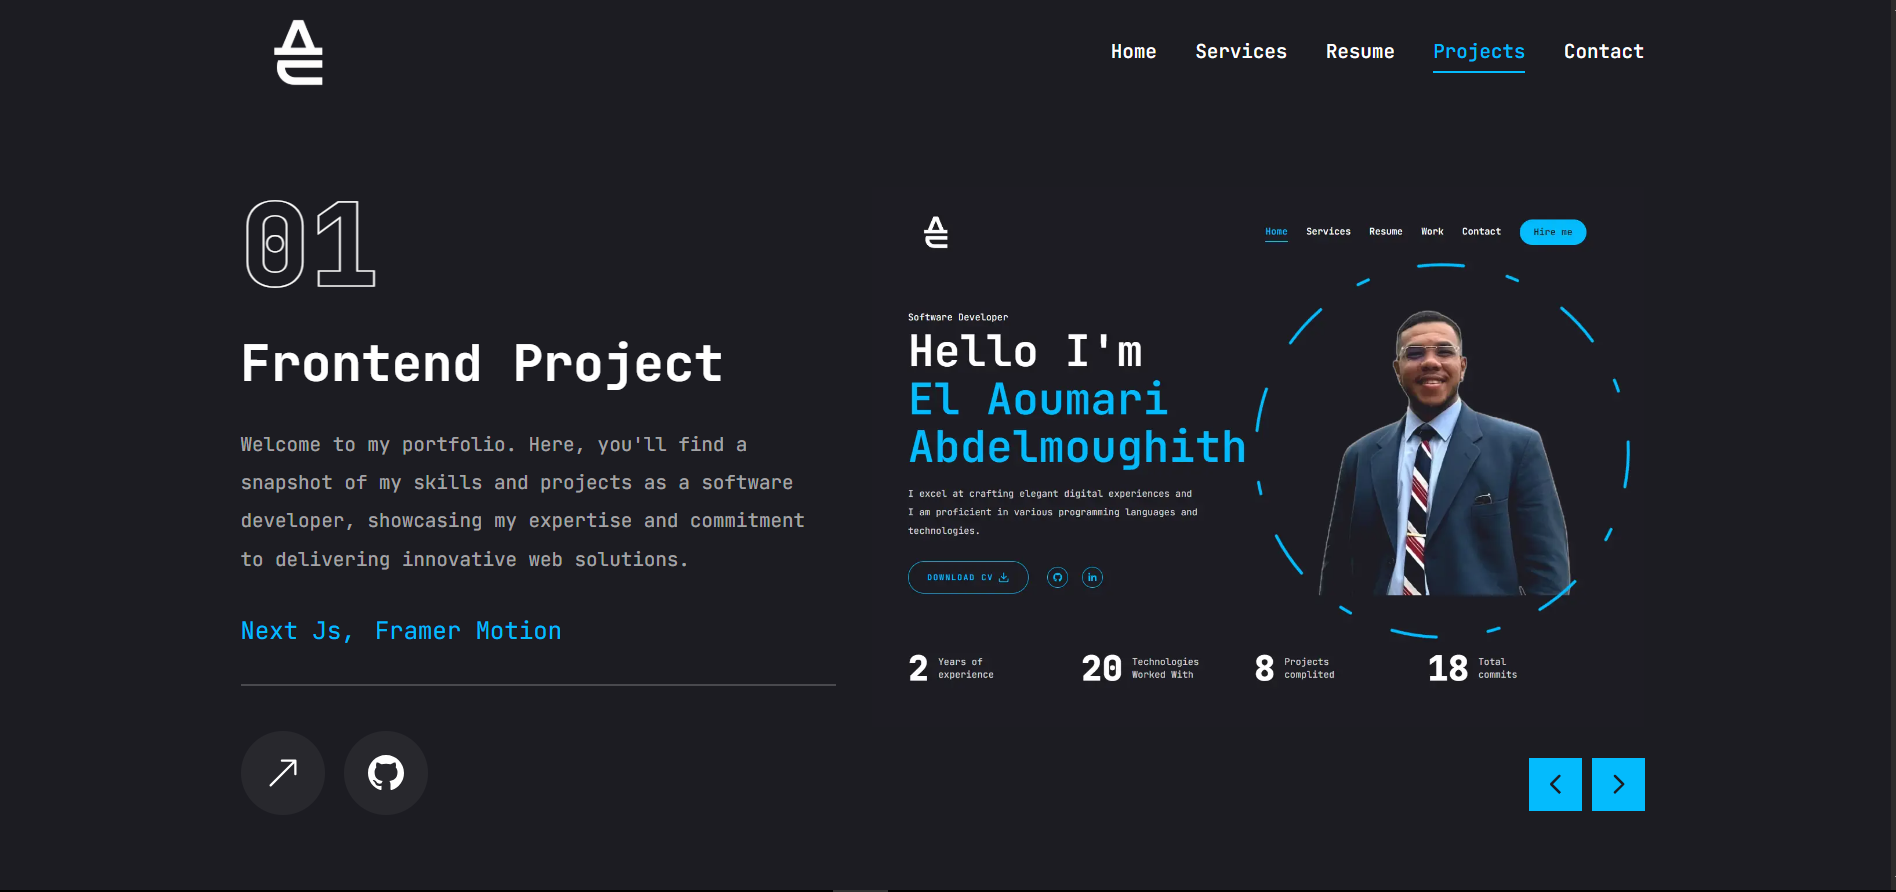 Home Services Resume Projects Contact
01
Frontend Project
Welcome to my portfolio. Here, you'll find a
snapshot of my skills and projects as a software
developer, showcasing my expertise and commitment
to delivering innovative web solutions.
Next Js, Framer Motion
Home Services Resume Work Contact Hire me
Software Developer
Hello I'm
El Aoumari
Abdelmoughith
I excel at crafting elegant digital experiences and
I am proficient in various programming languages and
technologies.
DOWNLOAD CV
in
2 Years of
experience
20 Technologies
Worked With
8 Projects
complited
18 Total
commits